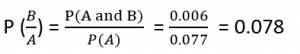 P (B/A) = P(A and B)/P(A) = 0.006/0.077 = 0.078